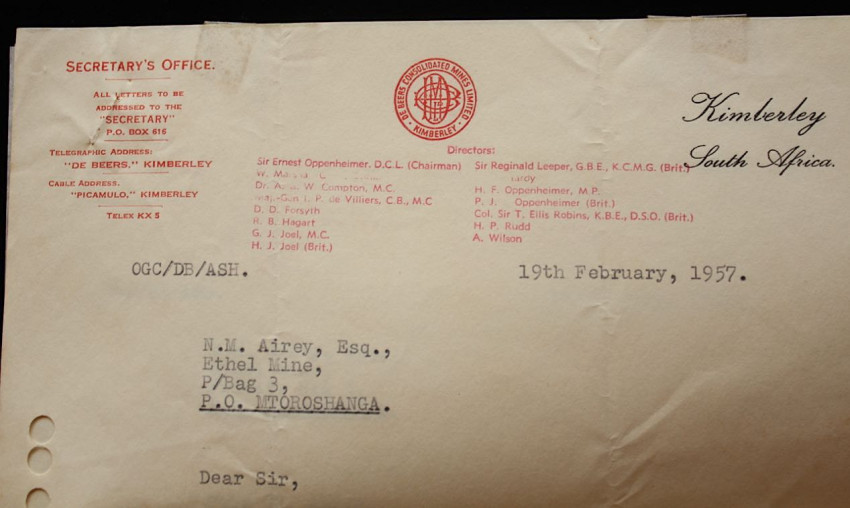 SECRETARY'S OFFICE.
ALL LETTERS TO BE
ADDRESSED TO THE
"SECRETARY"
P.O. BOX 616
TELEGRAPHIC ADDRESS:
"DE BEERS," KIMBERLEY
CABLE ADDRESS.
"PICAMULO," KIMBERLEY
TELEX KX 5
DE BEERS CONSOLIDATED MINES LIMITED
• KIMBERLEY •
Kimberley
South Africa.
Directors:
Sir Ernest Oppenheimer, D.C.L. (Chairman)
W.
Dr. W. Compton, M.C.
Maj.-Gen I. P. de Villiers, C.B., M.C
D. O. Forsyth
R. B. Hagart
G. J. Joel, M.C.
H. J. Joel (Brit.)
Sir Reginald Leeper, G.B.E., K.C.M.G. (Brit.)
H. F. Oppenheimer, M.P.
P. J. Oppenheimer (Brit.)
Col. Sir T. Ellis Robins, K.B.E., D.S.O. (Brit.)
H. P. Rudd
A. Wilson
OGC/DB/ASH.
19th February, 1957.
N.M. Airey, Esq.,
Ethel Mine,
P/Bag 3,
P.O. MTOROSHANGA.
Dear Sir,